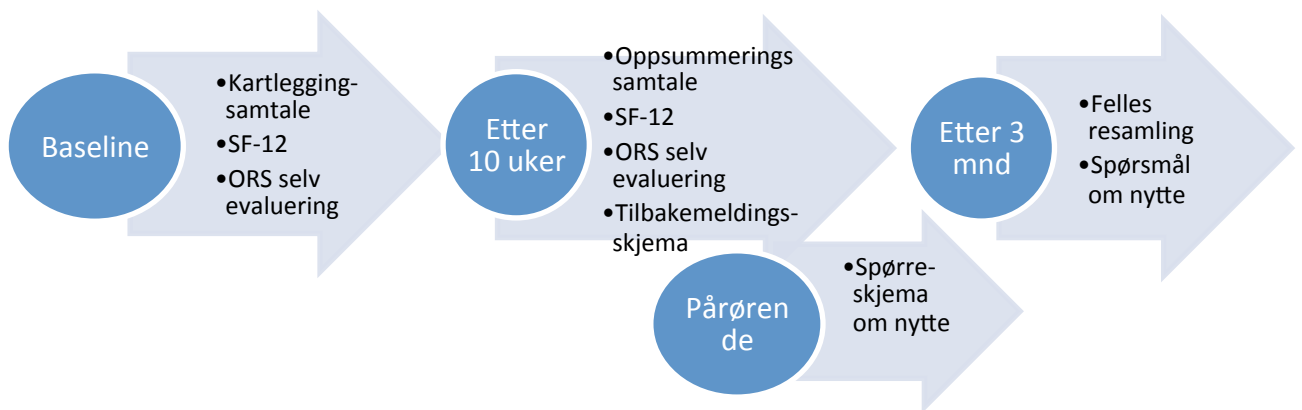 Baseline
•Kartlegging-
samtale
•SF-12
•ORS selv
evaluering
Etter
10 uker
•Oppsummerings
samtale
•SF-12
•ORS selv
evaluering
•Tilbakemeldings-
skjema
Pårøren
de
•Spørre-
skjema
om nytte
Etter 3
mnd
•Felles
resamling
•Spørsmål
om nytte